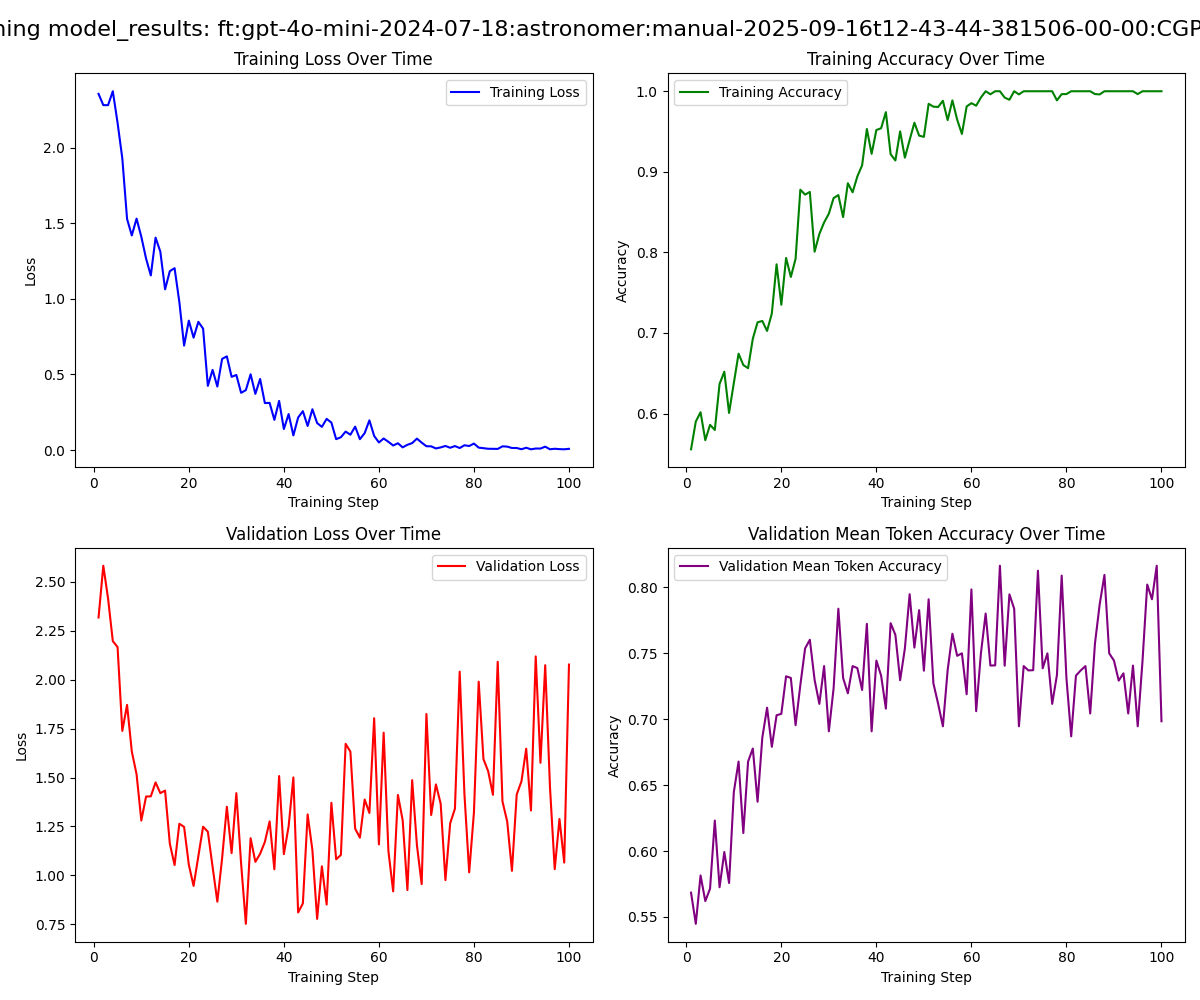 ning model_results: ft:gpt-4o-mini-2024-07-18:astronomer:manual-2025-09-16t12-43-44-381506-00-00:CGP
Training Loss Over Time
Training Loss
2.0
1.5
1.0
0.5
0.0
Loss
0 20 40 60 80 100
Training Step
Training Accuracy Over Time
Training Accuracy
1.0
0.9
0.8
0.7
0.6
Accuracy
0 20 40 60 80 100
Training Step
Validation Loss Over Time
Validation Loss
2.50
2.25
2.00
1.75
1.50
1.25
1.00
0.75
Loss
0 20 40 60 80 100
Training Step
Validation Mean Token Accuracy Over Time
Validation Mean Token Accuracy
0.80
0.75
0.70
0.65
0.60
0.55
Accuracy
0 20 40 60 80 100
Training Step